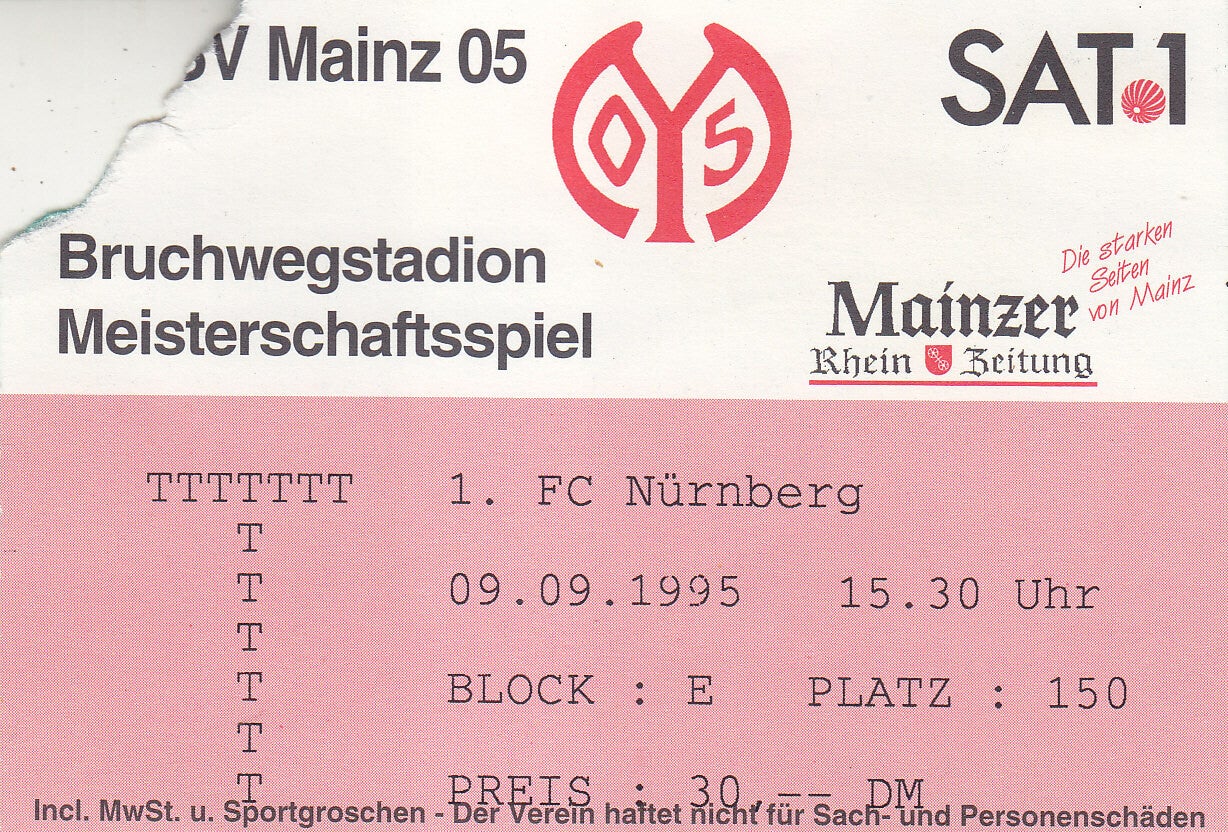 SV Mainz 05
05
SAT.1
Bruchwegstadion
Meisterschaftsspiel
Die starken
Seiten
von Mainz
Mainzer
Rhein Zeitung
TTTTTTT 1. FC Nürnberg
T
T 09.09.1995 15.30 Uhr
T
T BLOCK : E PLATZ : 150
T
T PREIS : 30,-- DM
Incl. MwSt. u. Sportgroschen - Der Verein haftet nicht für Sach- und Personenschäden